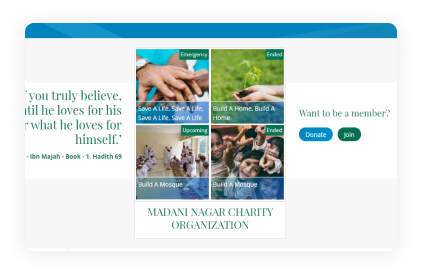 f you truly believe,
til he loves for his
r what he loves for
himself.’
- Ibn Majah - Book - 1, Hadith 69
Emergency
Save A Life, Save A Life,
Save A Life, Save A Life
Ended
Build A Home, Build A
Home
Upcoming
Build A Mosque
Ended
Build A Mosque
MADANI NAGAR CHARITY
ORGANIZATION
Want to be a member?
Donate Join